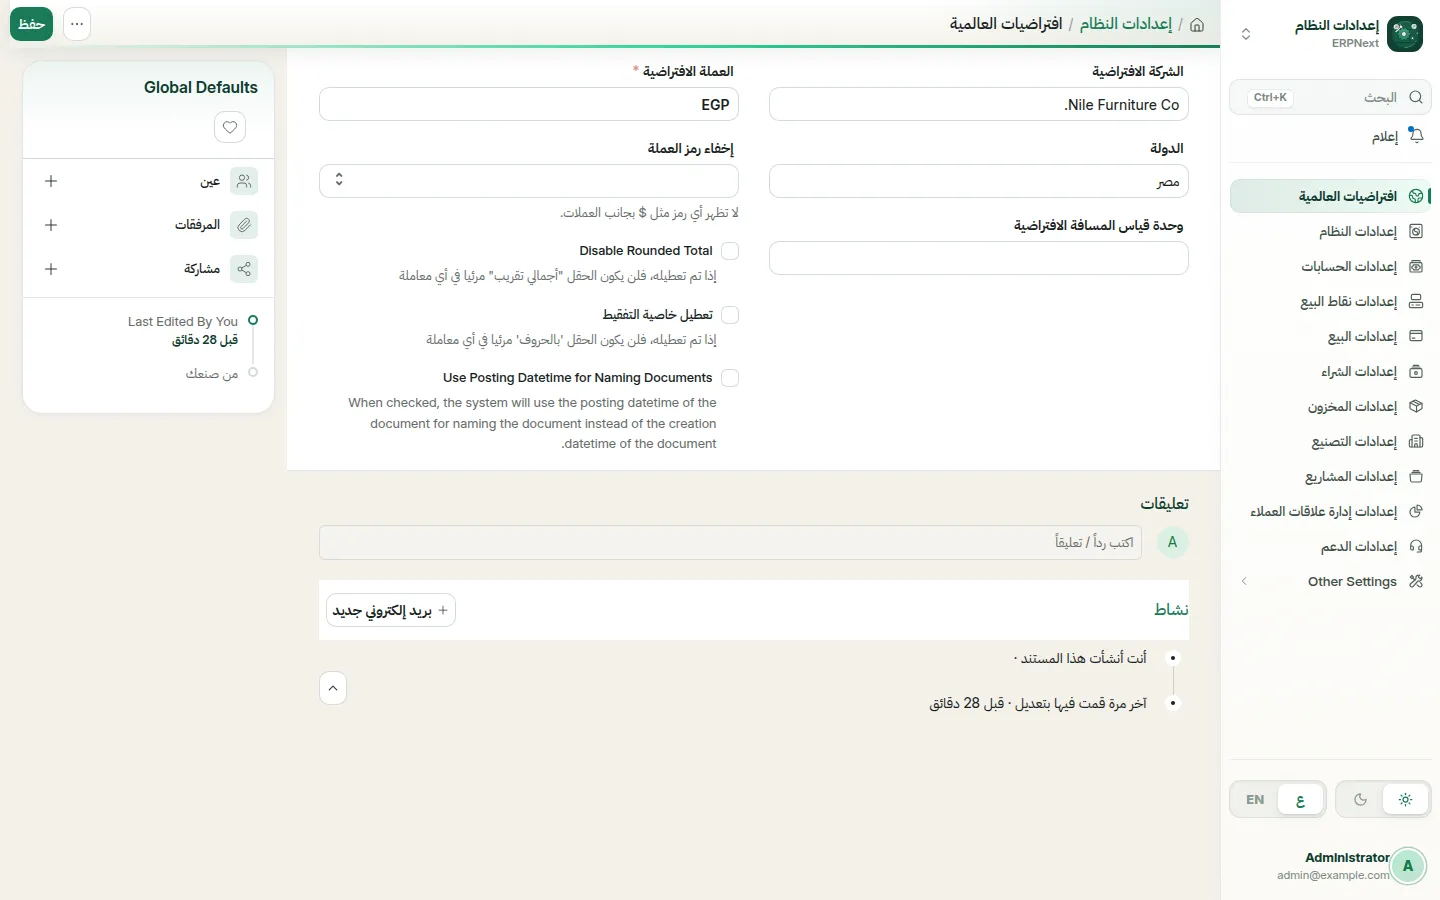 إعدادات النظام
ERPNext
البحث
Ctrl+K
إعلام
افتراضيات العالمية
إعدادات النظام
إعدادات الحسابات
إعدادات نقاط البيع
إعدادات البيع
إعدادات الشراء
إعدادات المخزون
إعدادات التصنيع
إعدادات المشاريع
إعدادات إدارة علاقات العملاء
إعدادات الدعم
Other Settings
ع
EN
Administrator
admin@example.com
A
/ إعدادات النظام / افتراضيات العالمية
...
حفظ
الشركة الافتراضية
Nile Furniture Co.
الدولة
مصر
وحدة قياس المسافة الافتراضية
العملة الافتراضية *
EGP
إخفاء رمز العملة
لا تظهر أي رمز مثل $ بجانب العملات.
Disable Rounded Total
إذا تم تعطيله، فلن يكون الحقل "أجمالي تقريب" مرئيا في أي معاملة
تعطيل خاصية التفقيط
إذا تم تعطيله، فلن يكون الحقل 'بالحروف' مرئيا في أي معاملة
Use Posting Datetime for Naming Documents
When checked, the system will use the posting datetime of the
document for naming the document instead of the creation
datetime of the document.
تعليقات
A
اكتب رداً / تعليقاً
نشاط
+ بريد إلكتروني جديد
أنت أنشأت هذا المستند ·
آخر مرة قمت فيها بتعديل · قبل 28 دقائق
Global Defaults
عين
المرفقات
مشاركة
Last Edited By You
قبل 28 دقائق
من صنعك